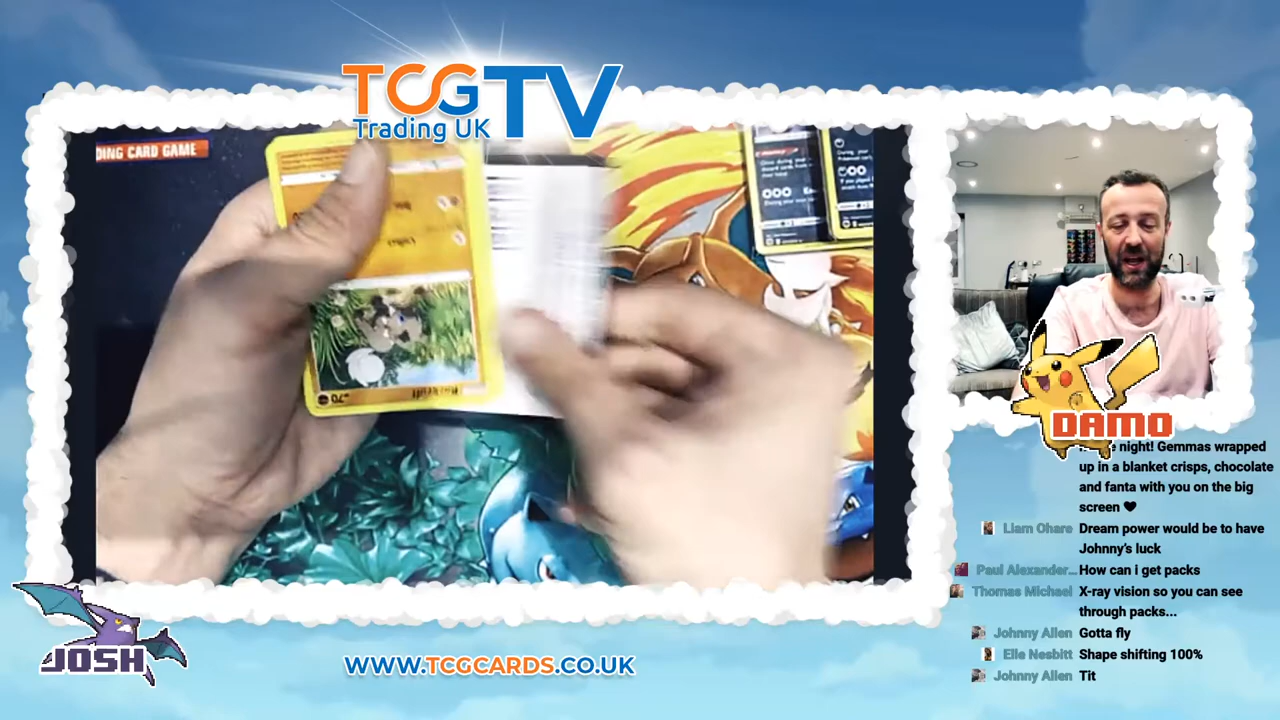 TCG TV
Trading UK
DING CARD GAME
DAMO
night! Gemmas wrapped
up in a blanket crisps, chocolate
and fanta with you on the big
screen ♥
Liam Ohare Dream power would be to have
Johnny's luck
Paul Alexander... How can i get packs
Thomas Michael X-ray vision so you can see
through packs...
Johnny Allen Gotta fly
Elle Nesbitt Shape shifting 100%
Johnny Allen Tit
JOSH
WWW.TCGCARDS.CO.UK